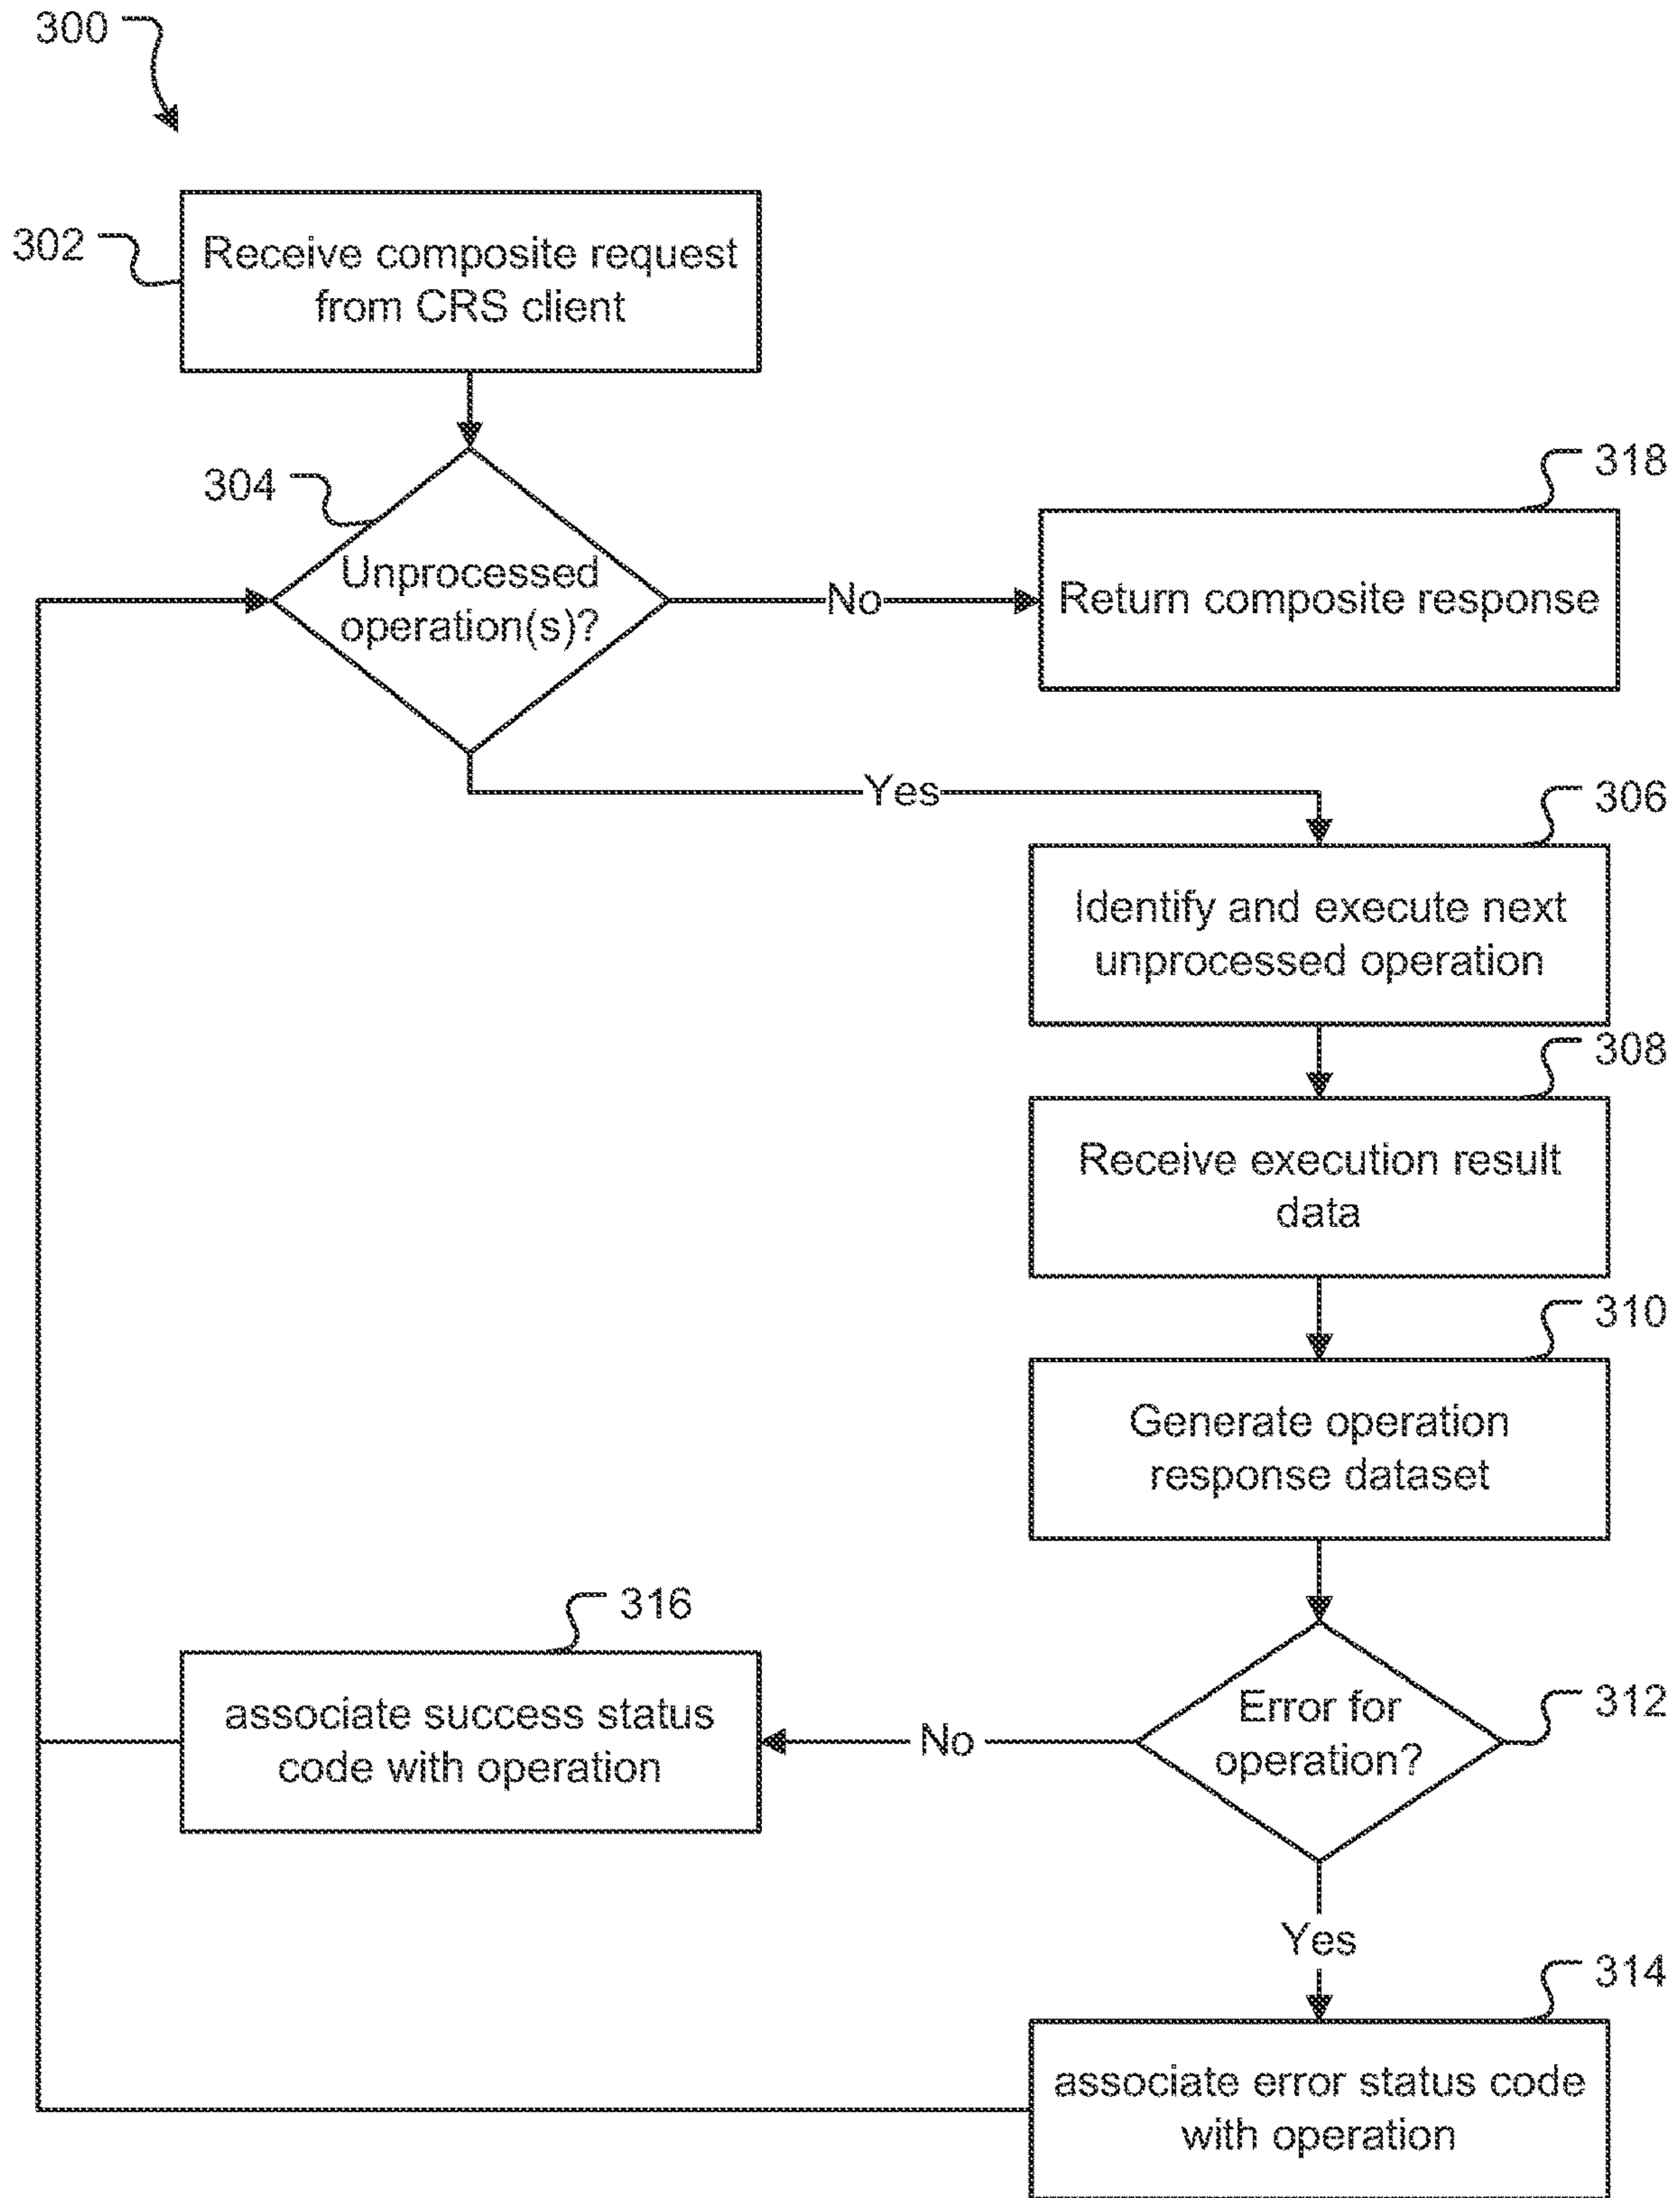 300
302
Receive composite request
from CRS client
304
Unprocessed
operation(s)?
No
318
Return composite response
Yes
306
Identify and execute next
unprocessed operation
308
Receive execution result
data
310
Generate operation
response dataset
316
associate success status
code with operation
No
Error for
operation?
312
Yes
314
associate error status code
with operation